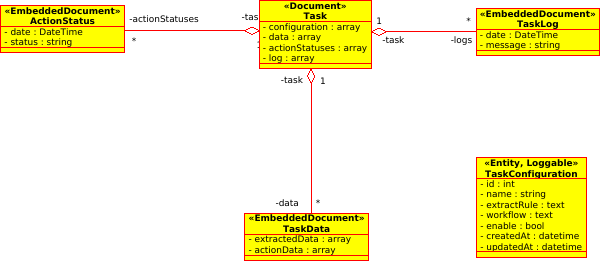 «EmbeddedDocument»
ActionStatus
- date : DateTime
- status : string
-actionStatuses
*
-tas
«Document»
Task
- configuration : array
- data : array
- actionStatuses : array
- log : array
1
*
-task
-logs
«EmbeddedDocument»
TaskLog
- date : DateTime
- message : string
-task
1
-data
*
«EmbeddedDocument»
TaskData
- extractedData : array
- actionData : array
«Entity, Loggable»
TaskConfiguration
- id : int
- name : string
- extractRule : text
- workflow : text
- enable : bool
- createdAt : datetime
- updatedAt : datetime